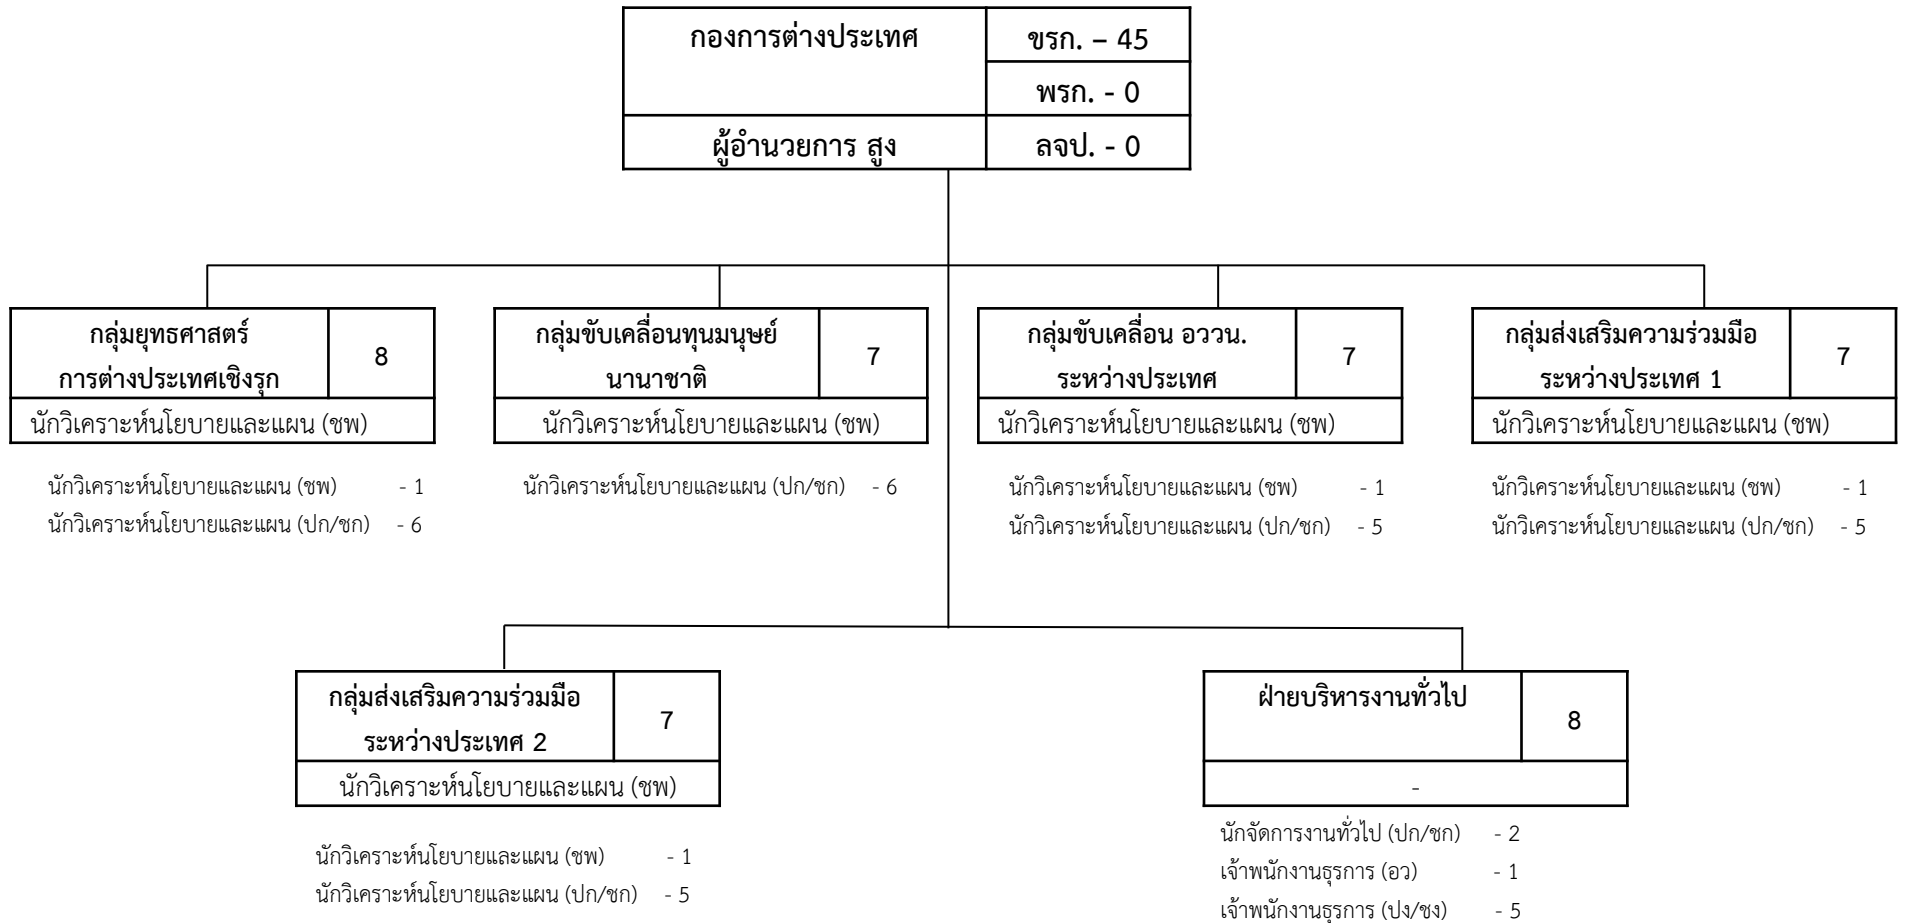 กองการต่างประเทศ
ขรก. – 45
พรก. - 0
ผู้อำนวยการ สูง
ลจป. - 0
กลุ่มยุทธศาสตร์
การต่างประเทศเชิงรุก
8
นักวิเคราะห์นโยบายและแผน (ชพ)
นักวิเคราะห์นโยบายและแผน (ชพ) - 1
นักวิเคราะห์นโยบายและแผน (ปก/ชก) - 6
กลุ่มขับเคลื่อนทุนมนุษย์
นานาชาติ
7
นักวิเคราะห์นโยบายและแผน (ชพ)
นักวิเคราะห์นโยบายและแผน (ปก/ชก) - 6
กลุ่มขับเคลื่อน อววน.
ระหว่างประเทศ
7
นักวิเคราะห์นโยบายและแผน (ชพ)
นักวิเคราะห์นโยบายและแผน (ชพ) - 1
นักวิเคราะห์นโยบายและแผน (ปก/ชก) - 5
กลุ่มส่งเสริมความร่วมมือ
ระหว่างประเทศ 1
7
นักวิเคราะห์นโยบายและแผน (ชพ)
นักวิเคราะห์นโยบายและแผน (ชพ) - 1
นักวิเคราะห์นโยบายและแผน (ปก/ชก) - 5
กลุ่มส่งเสริมความร่วมมือ
ระหว่างประเทศ 2
7
นักวิเคราะห์นโยบายและแผน (ชพ)
นักวิเคราะห์นโยบายและแผน (ชพ) - 1
นักวิเคราะห์นโยบายและแผน (ปก/ชก) - 5
ฝ่ายบริหารงานทั่วไป
8
-
นักจัดการงานทั่วไป (ปก/ชก) - 2
เจ้าพนักงานธุรการ (อว) - 1
เจ้าพนักงานธุรการ (ปง/ชง) - 5